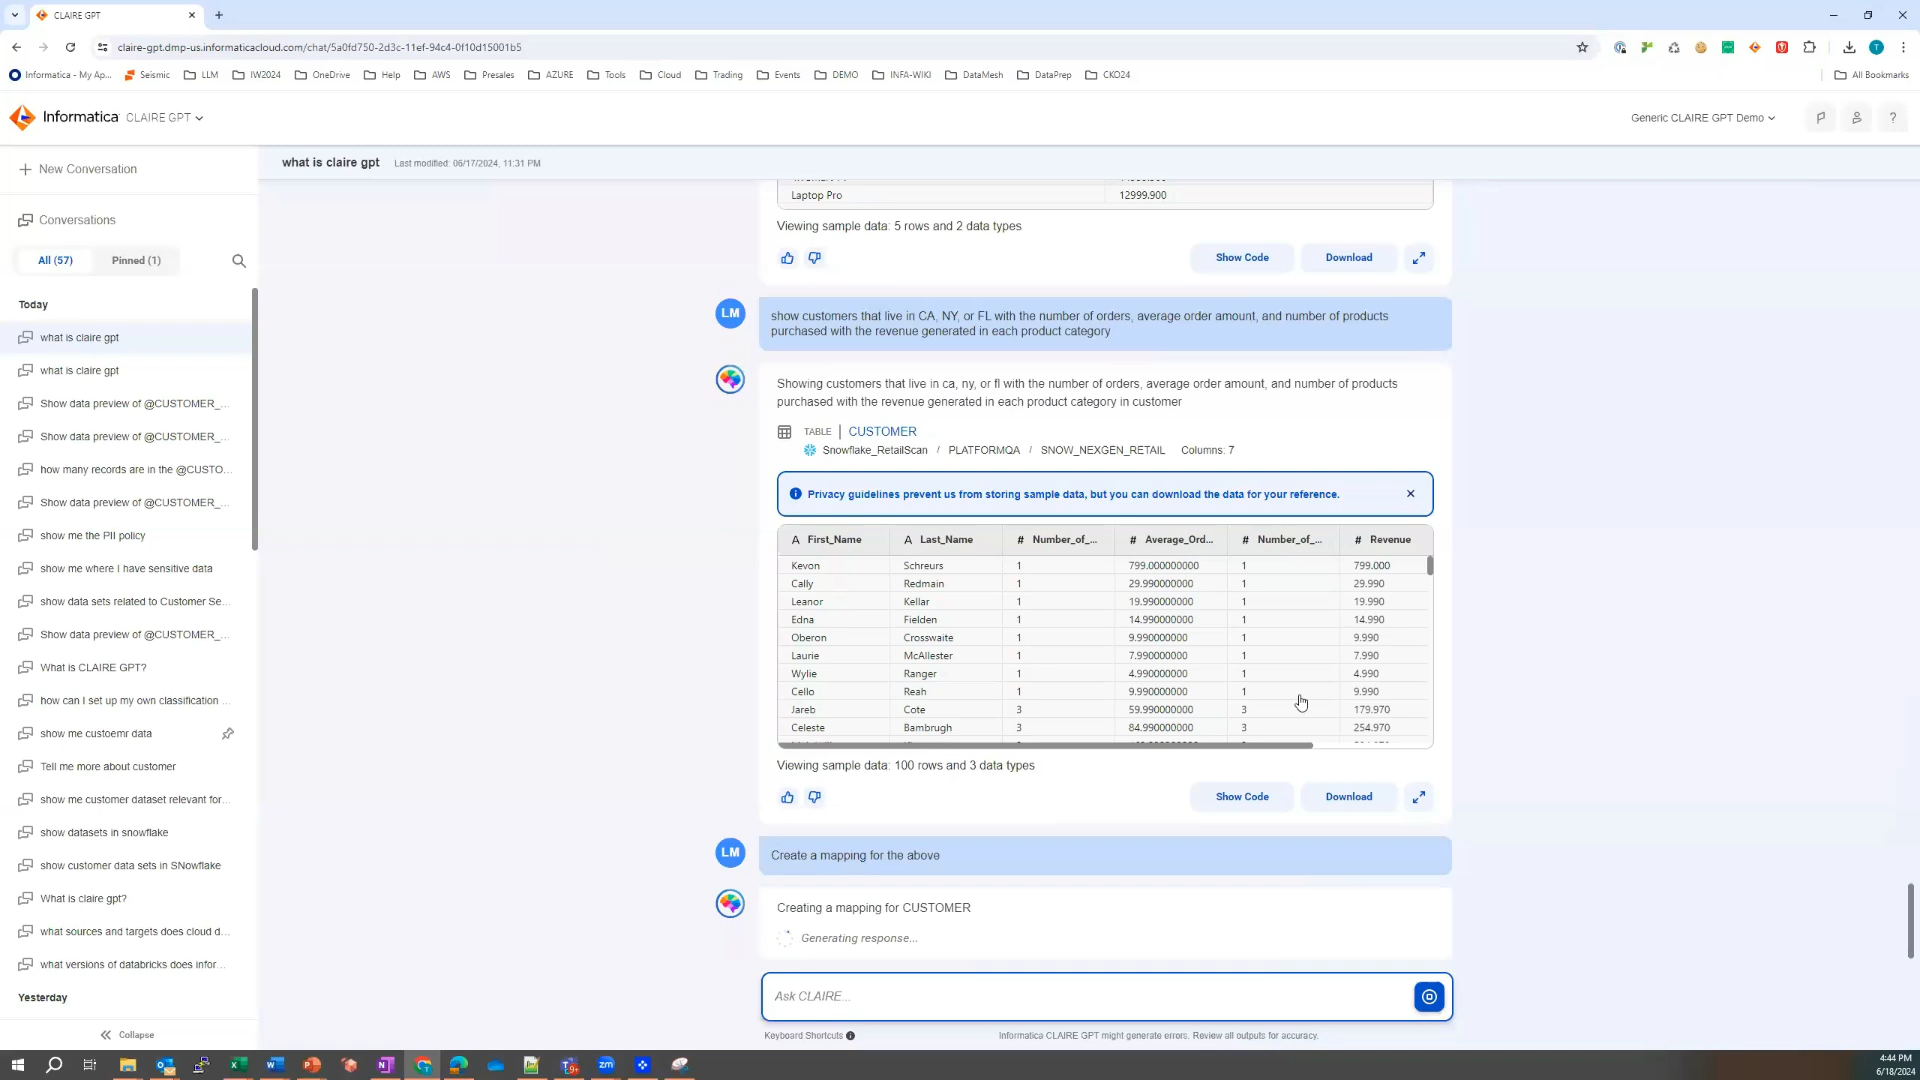 CLAIRE GPT
claire-gpt.dmp-us.informaticacloud.com/chat/5a0fd750-2d3c-11ef-94c4-0f10d15001b5
Informatica - My Ap... Seismic LLM IW2024 OneDrive Help AWS Presales AZURE Tools Cloud Trading Events DEMO INFA-WIKI DataMesh DataPrep CKO24 All Bookmarks
Informatica CLAIRE GPT Generic CLAIRE GPT Demo ?
New Conversation
what is claire gpt Last modified: 06/17/2024, 11:31 PM
Conversations
All (57) Pinned (1)
Today
what is claire gpt
what is claire gpt
Show data preview of @CUSTOMER_...
Show data preview of @CUSTOMER_...
how many records are in the @CUSTO...
Show data preview of @CUSTOMER_...
show me the PII policy
show me where I have sensitive data
show data sets related to Customer Se...
Show data preview of @CUSTOMER_...
What is CLAIRE GPT?
how can I set up my own classification ...
show me custoemr data
Tell me more about customer
show me customer dataset relevant for...
show datasets in snowflake
show customer data sets in SNowflake
What is claire gpt?
what sources and targets does cloud d...
what versions of databricks does infor...
Yesterday
Collapse
Laptop Pro 12999.900
Viewing sample data: 5 rows and 2 data types
Show Code Download
LM
show customers that live in CA, NY, or FL with the number of orders, average order amount, and number of products
purchased with the revenue generated in each product category
Showing customers that live in ca, ny, or fl with the number of orders, average order amount, and number of products
purchased with the revenue generated in each product category in customer
TABLE | CUSTOMER
Snowflake_RetailScan / PLATFORMQA / SNOW_NEXGEN_RETAIL Columns: 7
Privacy guidelines prevent us from storing sample data, but you can download the data for your reference.
A First_Name A Last_Name # Number_of_... # Average_Ord... # Number_of_... # Revenue
Kevon Schreurs 1 799.000000000 1 799.000
Cally Redmain 1 29.990000000 1 29.990
Leanor Kellar 1 19.990000000 1 19.990
Edna Fielden 1 14.990000000 1 14.990
Oberon Crosswaite 1 9.990000000 1 9.990
Laurie McAllester 1 7.990000000 1 7.990
Wylie Ranger 1 4.990000000 1 4.990
Cello Reah 1 9.990000000 1 9.990
Jareb Cote 3 59.990000000 3 179.970
Celeste Bambrugh 3 84.990000000 3 254.970
Viewing sample data: 100 rows and 3 data types
Show Code Download
LM
Create a mapping for the above
Creating a mapping for CUSTOMER
Generating response...
Ask CLAIRE...
Keyboard Shortcuts Informatica CLAIRE GPT might generate errors. Review all outputs for accuracy.
4:44 PM
6/18/2024